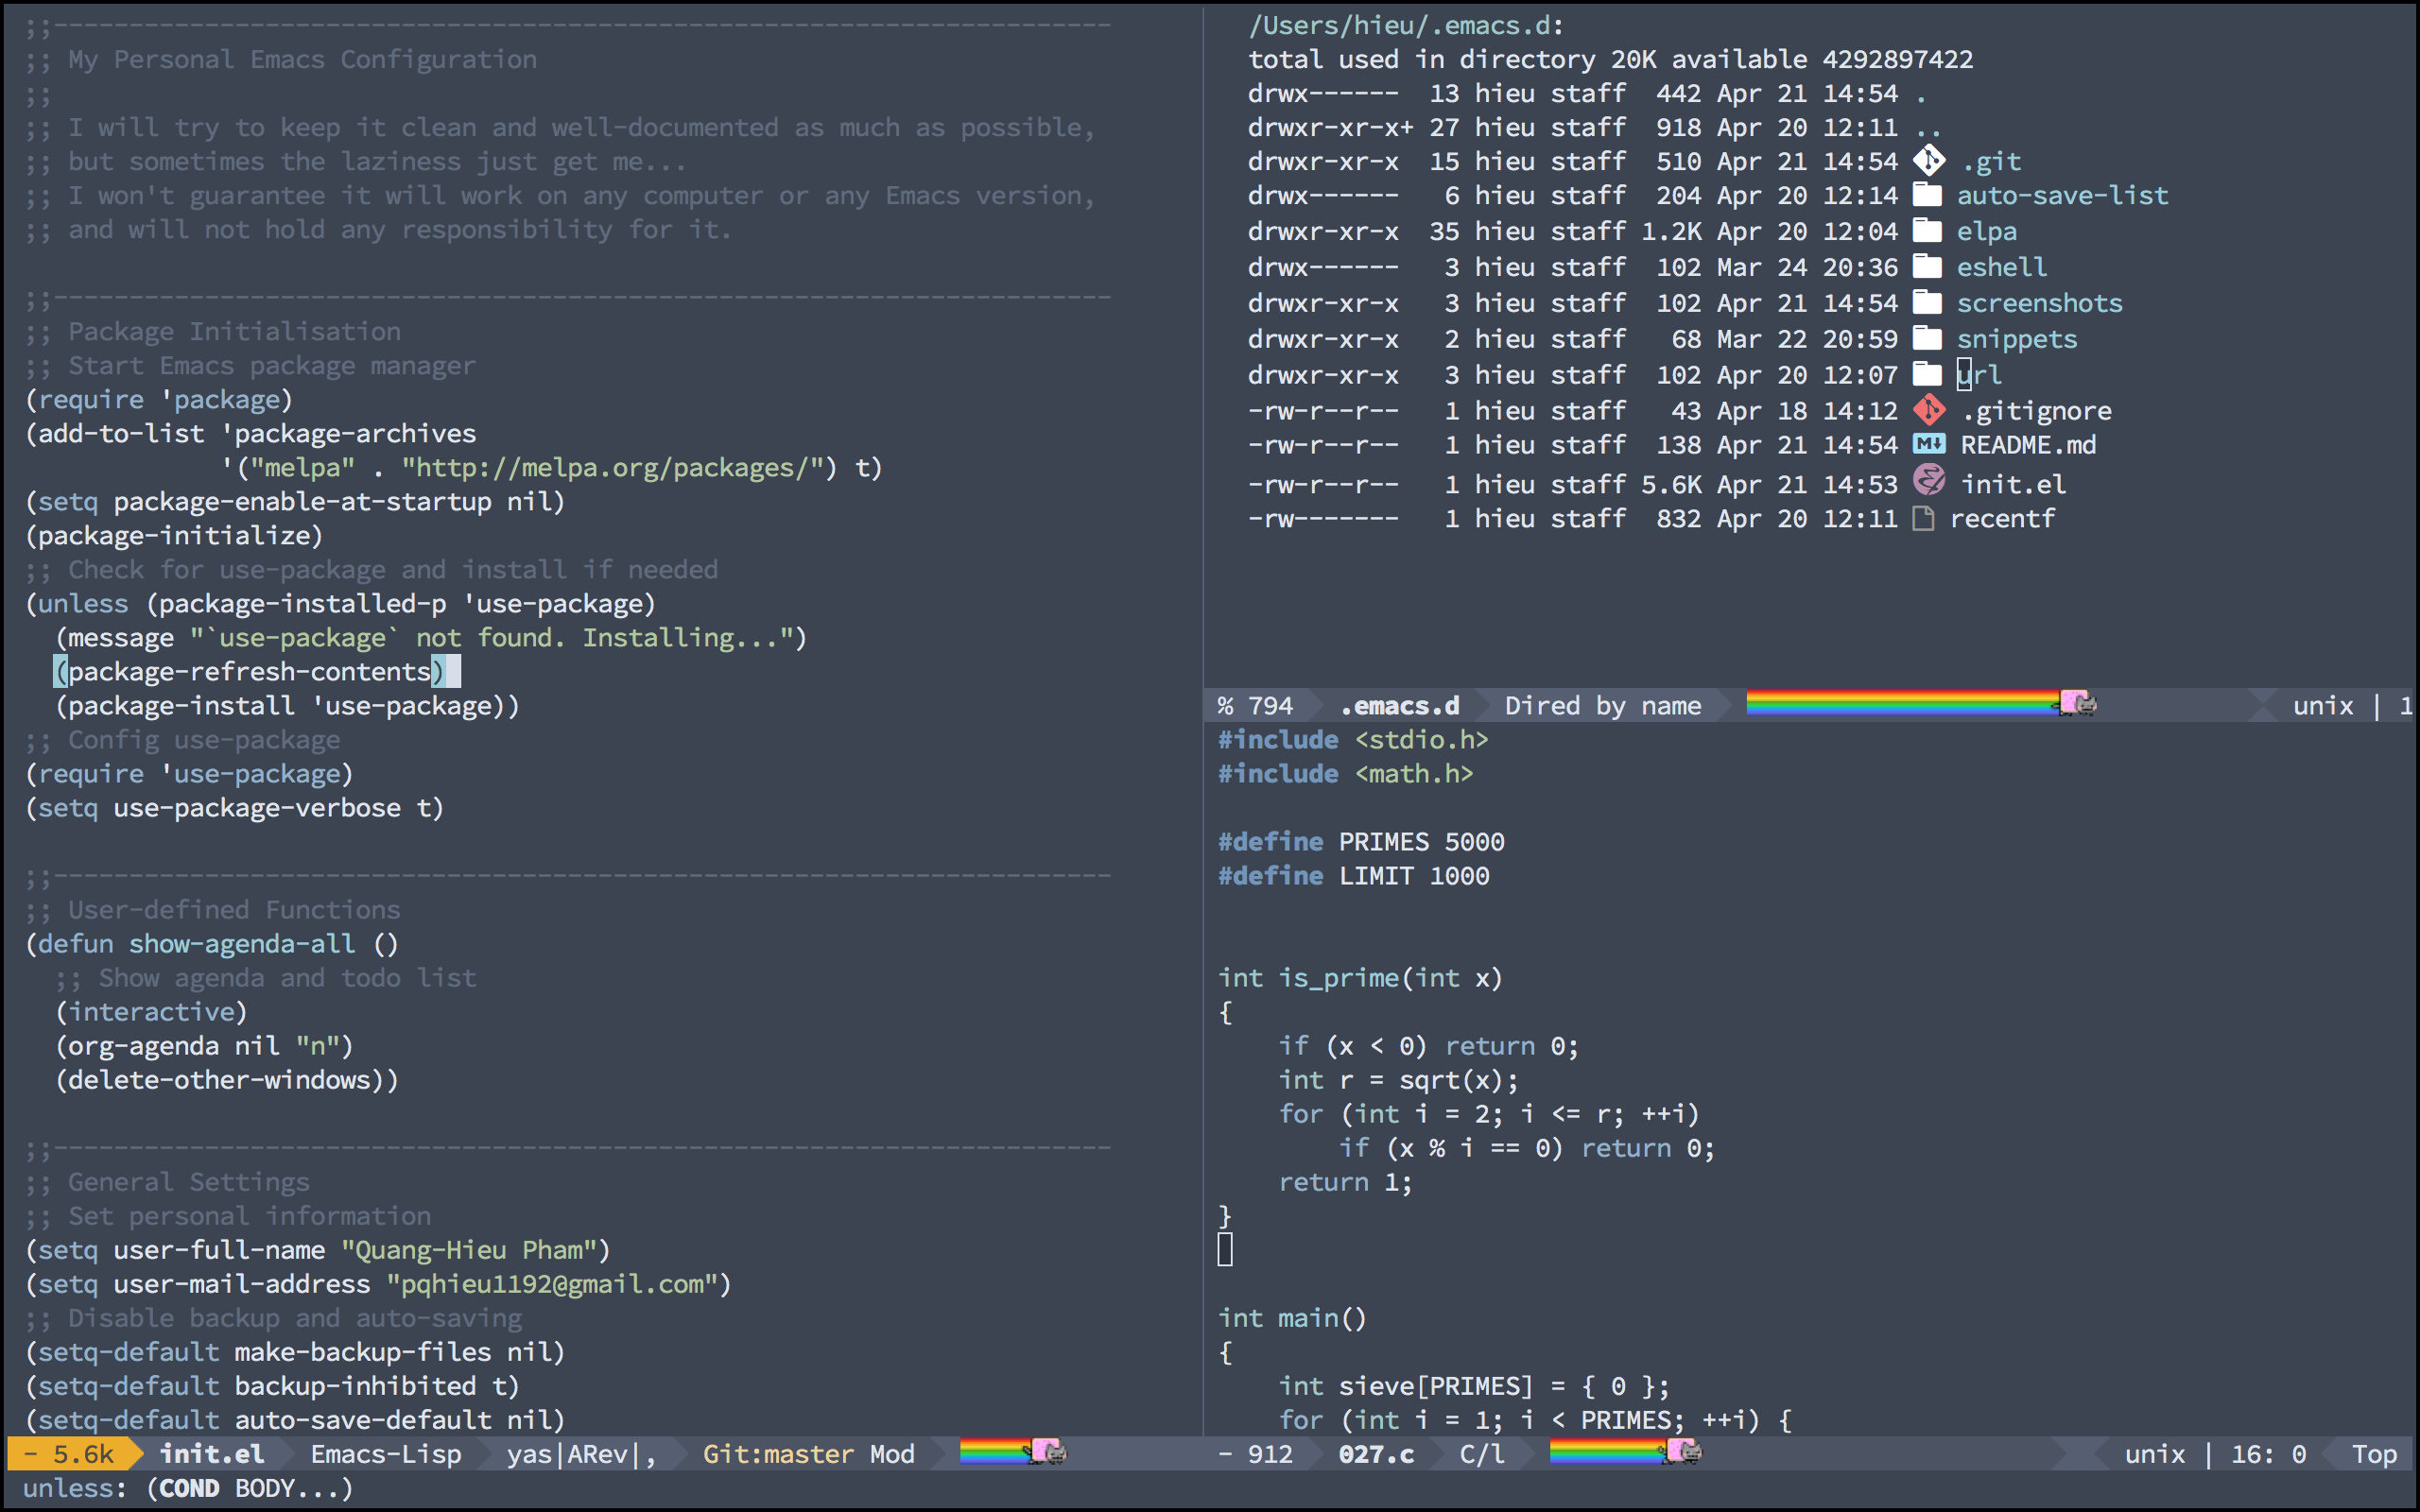 ;;----------------------------------------------------------------------
;; My Personal Emacs Configuration
;;
;; I will try to keep it clean and well-documented as much as possible,
;; but sometimes the laziness just get me...
;; I won't guarantee it will work on any computer or any Emacs version,
;; and will not hold any responsibility for it.

;;----------------------------------------------------------------------
;; Package Initialisation
;; Start Emacs package manager
(require 'package)
(add-to-list 'package-archives
             '("melpa" . "http://melpa.org/packages/") t)
(setq package-enable-at-startup nil)
(package-initialize)
;; Check for use-package and install if needed
(unless (package-installed-p 'use-package)
  (message "`use-package` not found. Installing...")
  (package-refresh-contents)
  (package-install 'use-package))
;; Config use-package
(require 'use-package)
(setq use-package-verbose t)

;;----------------------------------------------------------------------
;; User-defined Functions
(defun show-agenda-all ()
  ;; Show agenda and todo list
  (interactive)
  (org-agenda nil "n")
  (delete-other-windows))

;;----------------------------------------------------------------------
;; General Settings
;; Set personal information
(setq user-full-name "Quang-Hieu Pham")
(setq user-mail-address "pqhieu1192@gmail.com")
;; Disable backup and auto-saving
(setq-default make-backup-files nil)
(setq-default backup-inhibited t)
(setq-default auto-save-default nil)
- 5.6k init.el Emacs-Lisp yas|ARev|, Git:master Mod
unless: (COND BODY...)
/Users/hieu/.emacs.d:
total used in directory 20K available 4292897422
drwx------  13 hieu staff  442 Apr 21 14:54 .
drwxr-xr-x+ 27 hieu staff  918 Apr 20 12:11 ..
drwxr-xr-x  15 hieu staff  510 Apr 21 14:54 .git
drwx------   6 hieu staff  204 Apr 20 12:14 auto-save-list
drwxr-xr-x  35 hieu staff 1.2K Apr 20 12:04 elpa
drwx------   3 hieu staff  102 Mar 24 20:36 eshell
drwxr-xr-x   3 hieu staff  102 Apr 21 14:54 screenshots
drwxr-xr-x   2 hieu staff   68 Mar 22 20:59 snippets
drwxr-xr-x   3 hieu staff  102 Apr 20 12:07 url
-rw-r--r--   1 hieu staff   43 Apr 18 14:12 .gitignore
-rw-r--r--   1 hieu staff  138 Apr 21 14:54 M↓ README.md
-rw-r--r--   1 hieu staff 5.6K Apr 21 14:53 init.el
-rw-------   1 hieu staff  832 Apr 20 12:11 recentf
% 794 .emacs.d Dired by name unix | 1
#include <stdio.h>
#include <math.h>

#define PRIMES 5000
#define LIMIT 1000

int is_prime(int x)
{
    if (x < 0) return 0;
    int r = sqrt(x);
    for (int i = 2; i <= r; ++i)
        if (x % i == 0) return 0;
    return 1;
}

int main()
{
    int sieve[PRIMES] = { 0 };
    for (int i = 1; i < PRIMES; ++i) {
- 912 027.c C/l unix | 16: 0 Top